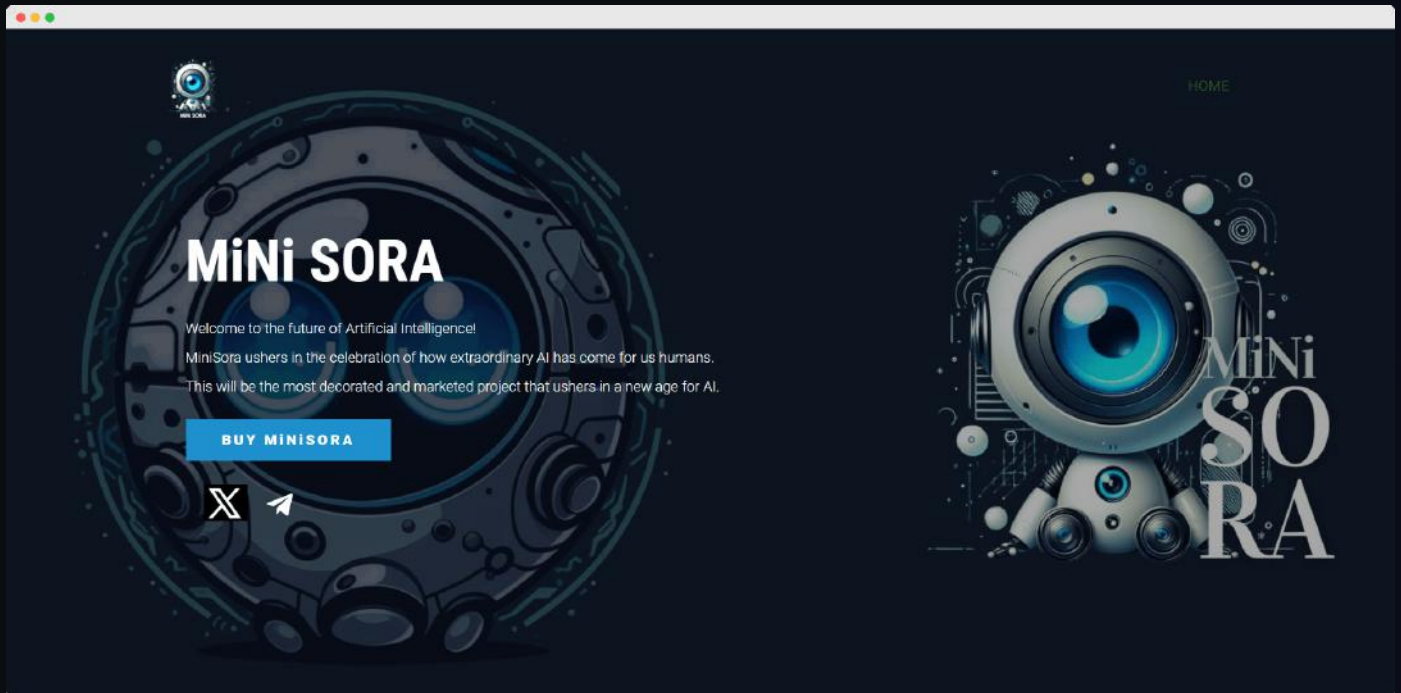 MiNi SORA
HOME
MiNi SORA
Welcome to the future of Artificial Intelligence!
MiniSora ushers in the celebration of how extraordinary AI has come for us humans.
This will be the most decorated and marketed project that ushers in a new age for AI.
BUY MiNiSORA
MiNi
SO
RA